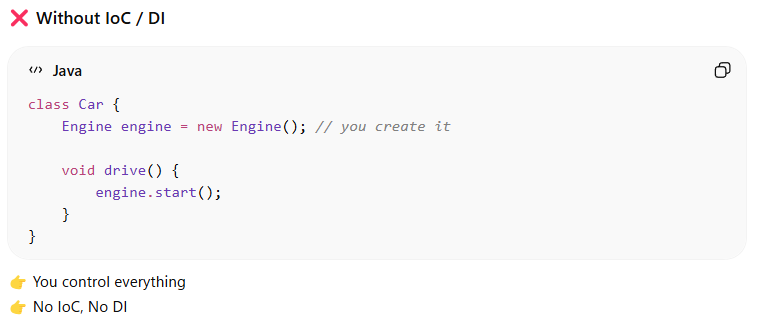 ❌ Without IoC / DI
</> Java
class Car {
    Engine engine = new Engine(); // you create it
    void drive() {
        engine.start();
    }
}
👉 You control everything
👉 No IoC, No DI